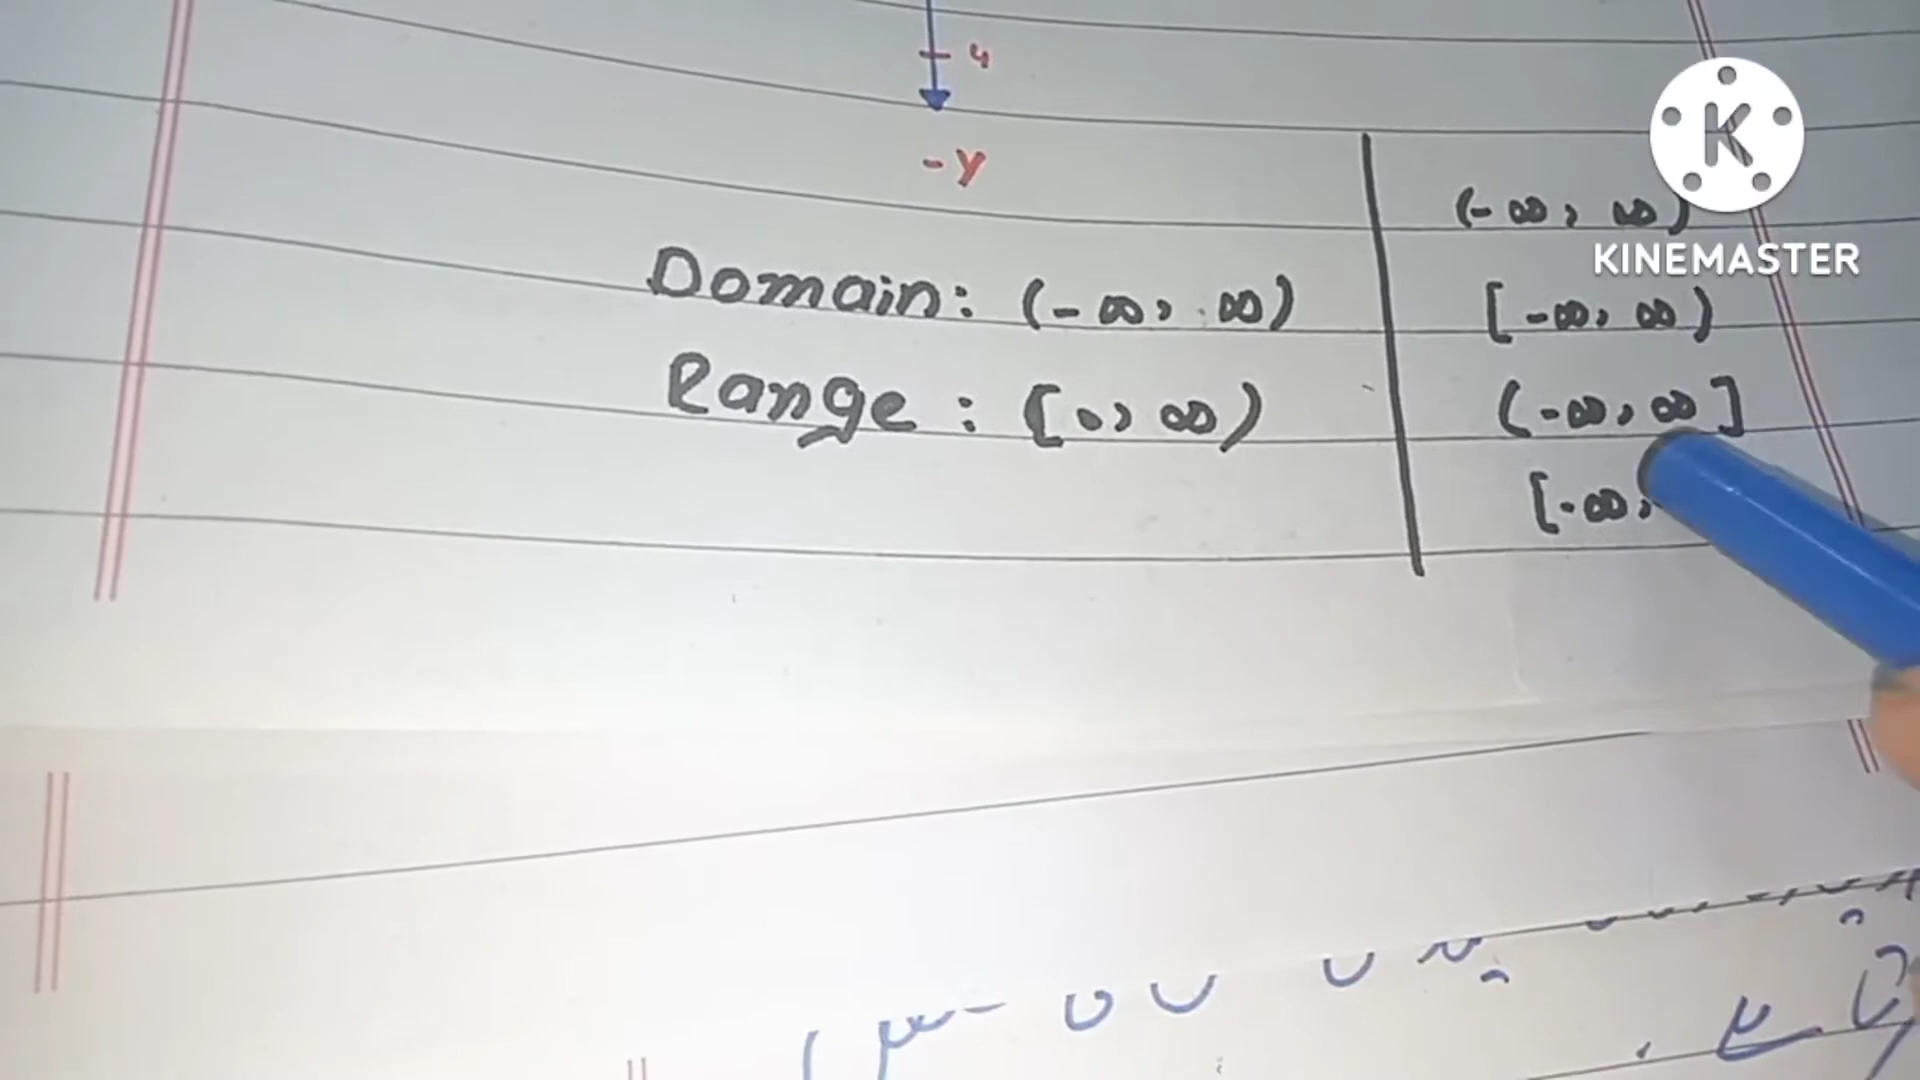 4
-Y
(-∞, ∞)
KINEMASTER
Domain: (-∞, ∞)
[-∞, ∞)
Range: [0, ∞)
(-∞, ∞]
[-∞,